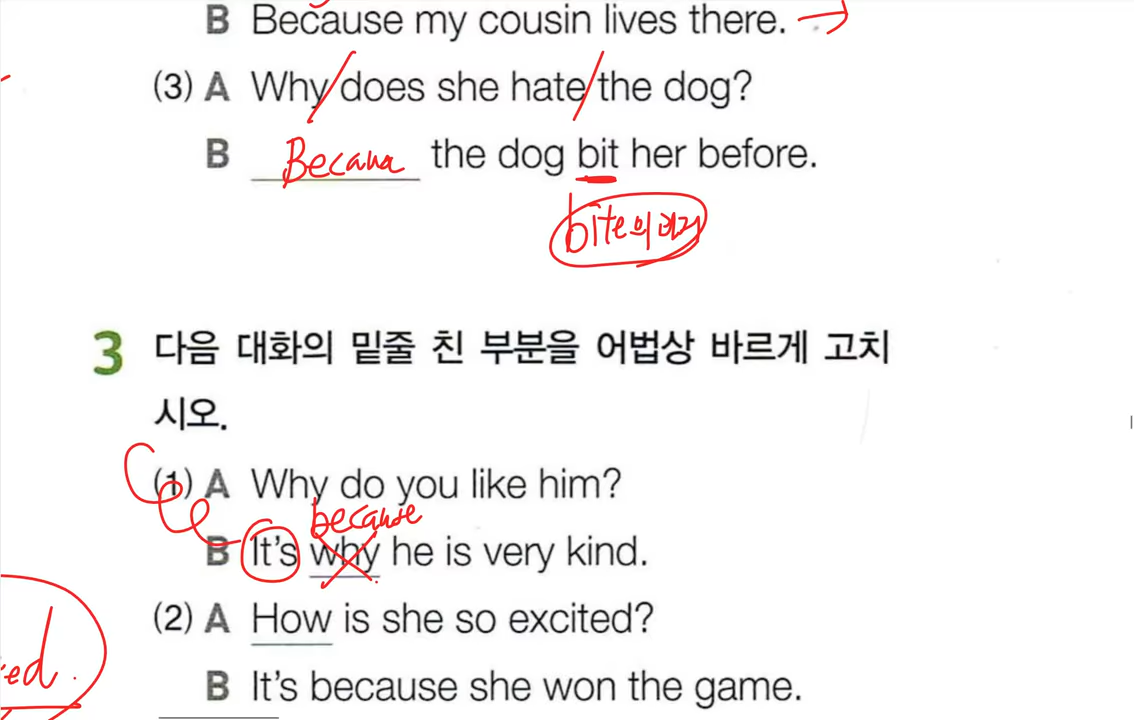 B Because my cousin lives there. →
(3) A Why/does she hate/the dog?
B Because the dog bit her before.
bite의 과거
3 다음 대화의 밑줄 친 부분을 어법상 바르게 고치
시오.
(1) A Why do you like him?
because
B It's why he is very kind.
(2) A How is she so excited?
ed.
B It's because she won the game.